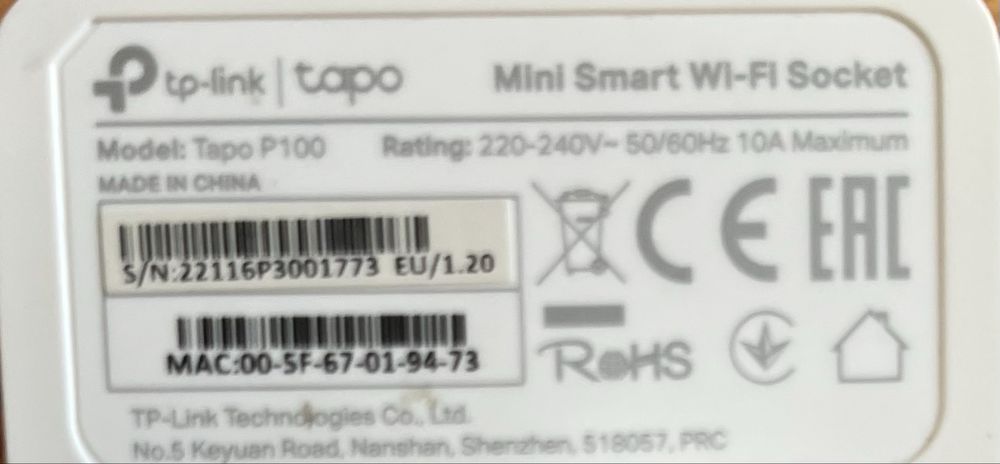 tp-link | tapo Mini Smart Wi-Fi Socket
Model: Tapo P100 Rating: 220-240V~ 50/60Hz 10A Maximum
MADE IN CHINA
S/N:22116P3001773 EU/1.20
MAC:00-5F-67-01-94-73
CE EAC
RoHS
TP-Link Technologies Co., Ltd.
No.5 Keyuan Road, Nanshan, Shenzhen, 518057, PRC